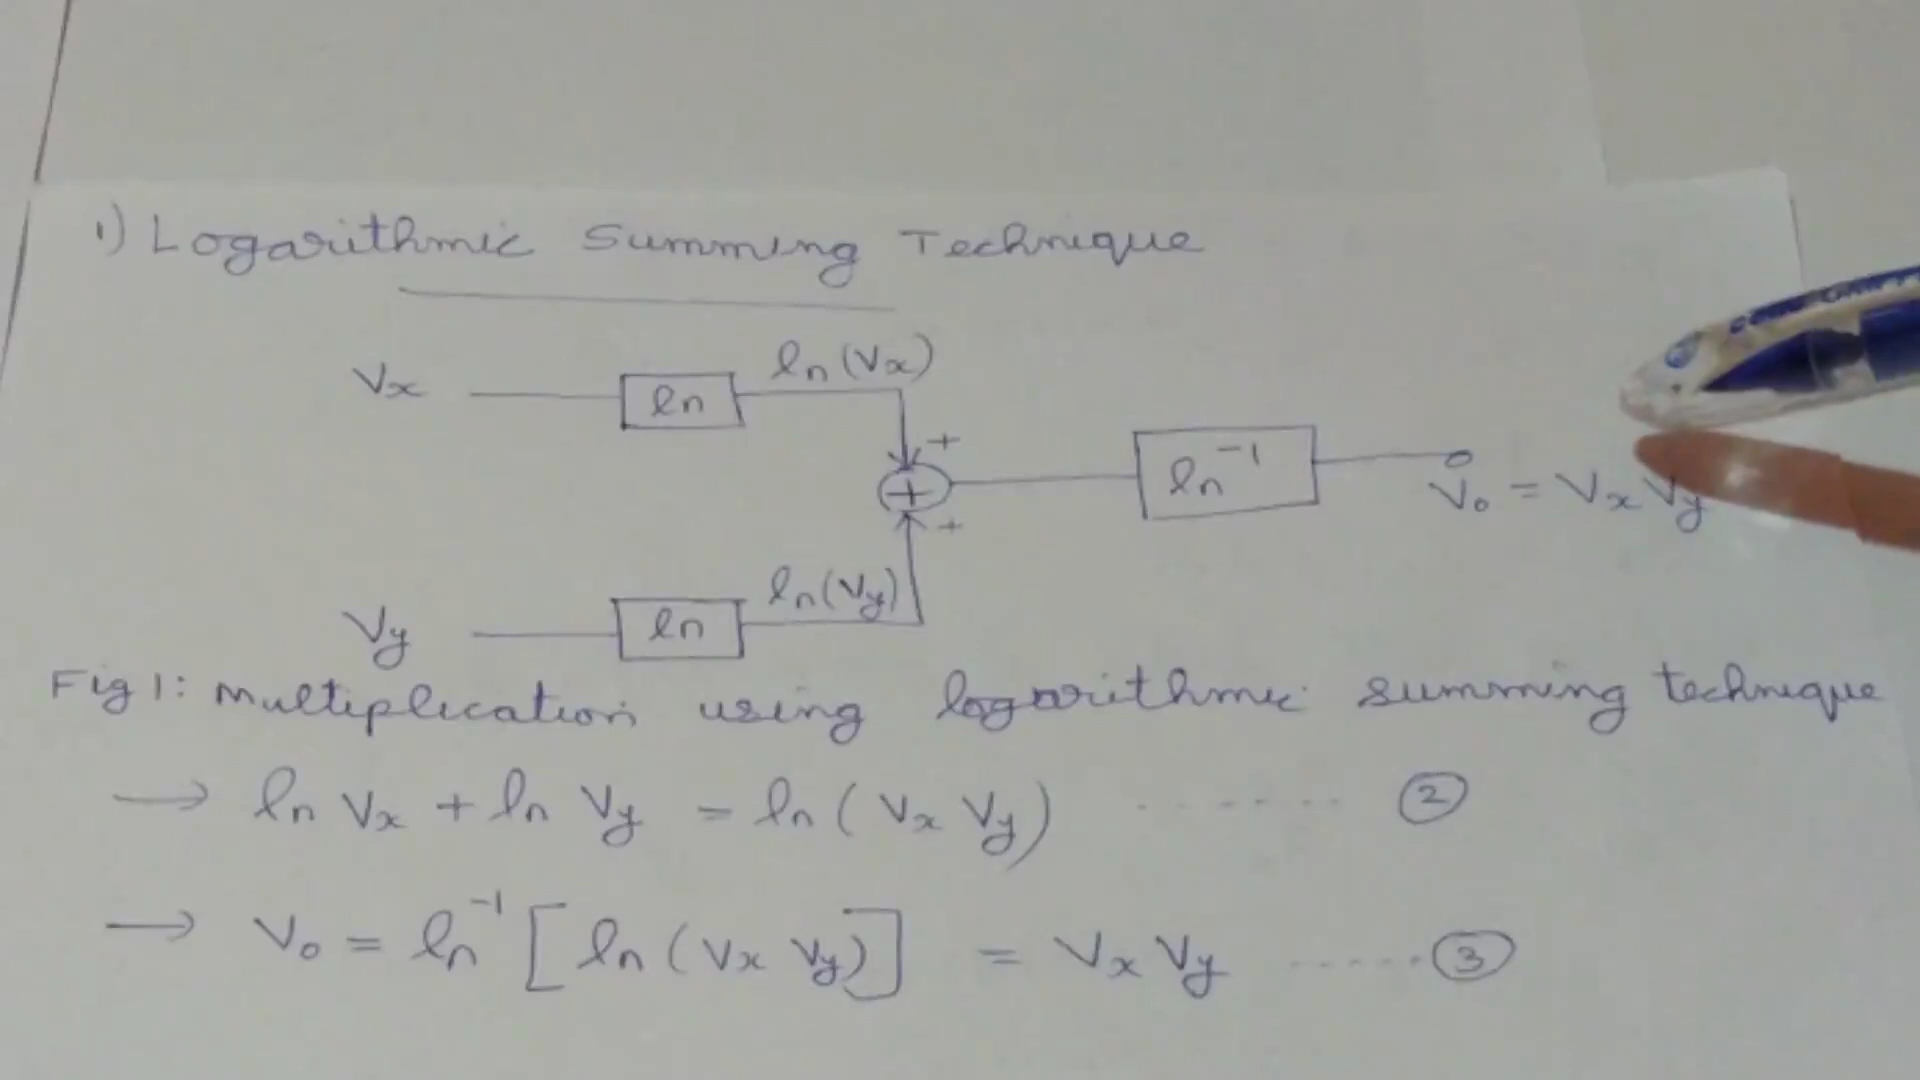 1) Logarithmic Summing Technique
ln (Vx)
Vx
ln
+
ln⁻¹
+
Vo = Vx Vy
+
ln (Vy)
Vy
ln
Fig 1: Multiplication using logarithmic summing technique
→ ln Vx + ln Vy = ln ( Vx Vy ) ........ ②
→ Vo = ln⁻¹ [ ln ( Vx Vy ) ] = Vx Vy ...... ③